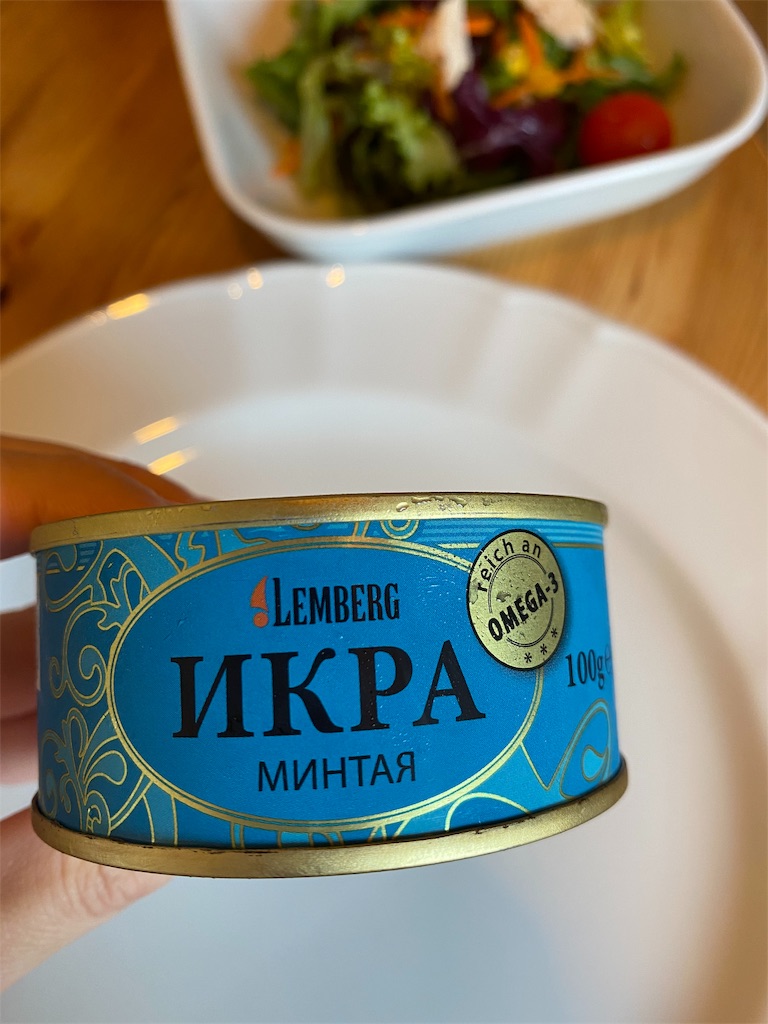 LEMBERG
ИКРА
МИНТАЯ
reich an
OMEGA-3
***
100g